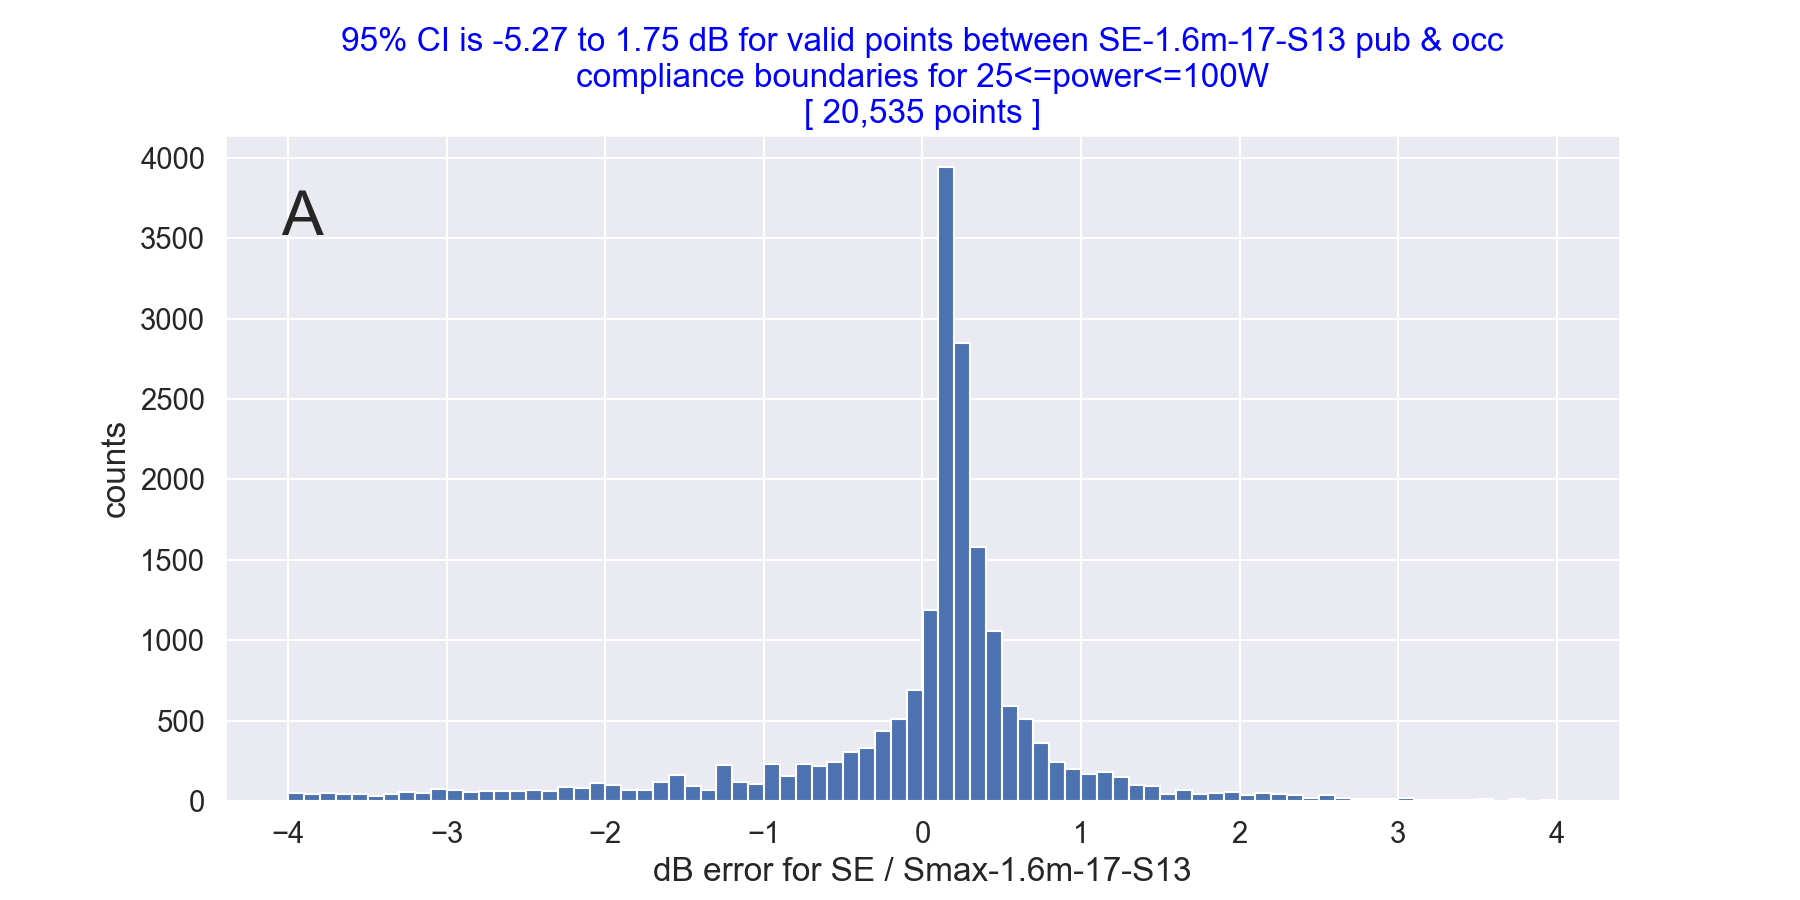 95% CI is -5.27 to 1.75 dB for valid points between SE-1.6m-17-S13 pub & occ
compliance boundaries for 25<=power<=100W
[ 20,535 points ]
A
4000
3500
3000
2500
2000
1500
1000
500
0
counts
−4 −3 −2 −1 0 1 2 3 4
dB error for SE / Smax-1.6m-17-S13